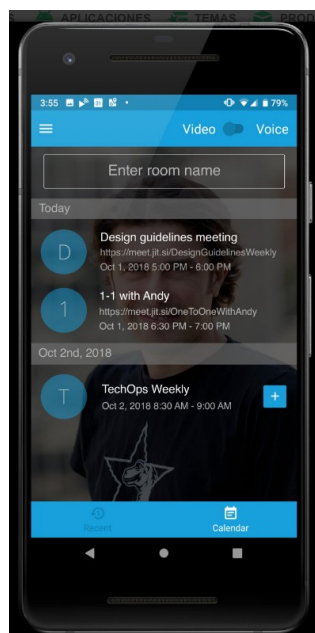 APLICACIONES TEMAS
3:55 79%
Video Voice
Enter room name
Today
D Design guidelines meeting
https://meet.jit.si/DesignGuidelinesWeekly
Oct 1, 2018 5:00 PM - 6:00 PM
1 1-1 with Andy
https://meet.jit.si/OneToOneWithAndy
Oct 1, 2018 6:30 PM - 7:00 PM
Oct 2nd, 2018
T TechOps Weekly
Oct 2, 2018 8:30 AM - 9:00 AM
+
Recent Calendar